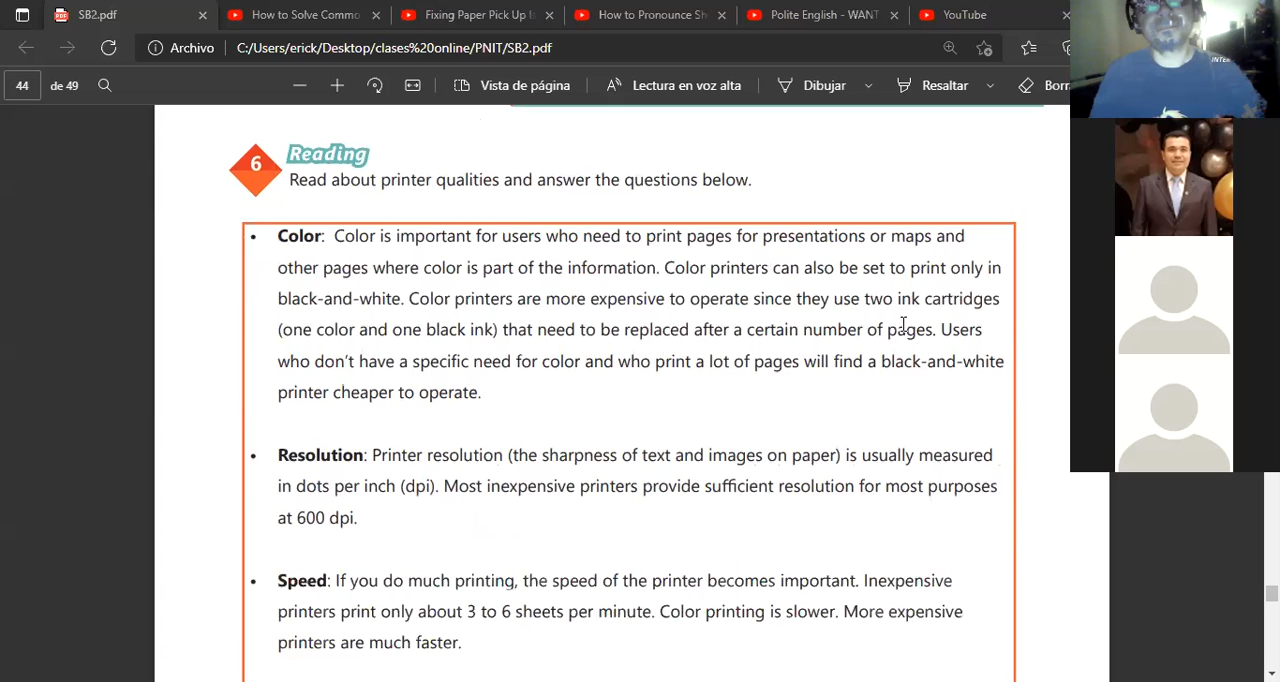 SB2.pdf
How to Solve Commo
Fixing Paper Pick Up
How to Pronounce Sh
Polite English - WANT
YouTube
Archivo
C:/Users/erick/Desktop/clases%20online/PNIT/SB2.pdf
44
de 49
Vista de página
Lectura en voz alta
Dibujar
Resaltar
Borr
INTER
6
Reading
Read about printer qualities and answer the questions below.
• Color: Color is important for users who need to print pages for presentations or maps and
other pages where color is part of the information. Color printers can also be set to print only in
black-and-white. Color printers are more expensive to operate since they use two ink cartridges
(one color and one black ink) that need to be replaced after a certain number of pages. Users
who don't have a specific need for color and who print a lot of pages will find a black-and-white
printer cheaper to operate.
• Resolution: Printer resolution (the sharpness of text and images on paper) is usually measured
in dots per inch (dpi). Most inexpensive printers provide sufficient resolution for most purposes
at 600 dpi.
• Speed: If you do much printing, the speed of the printer becomes important. Inexpensive
printers print only about 3 to 6 sheets per minute. Color printing is slower. More expensive
printers are much faster.